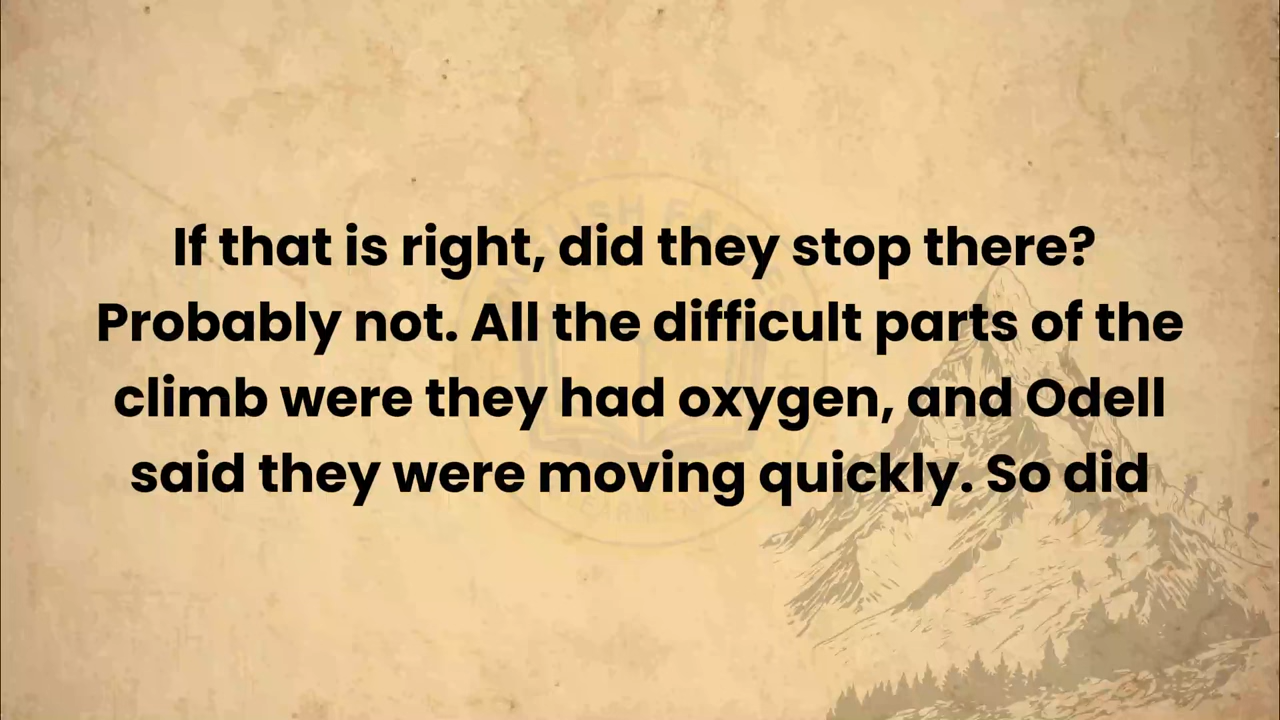 If that is right, did they stop there?
Probably not. All the difficult parts of the
climb were they had oxygen, and Odell
said they were moving quickly. So did